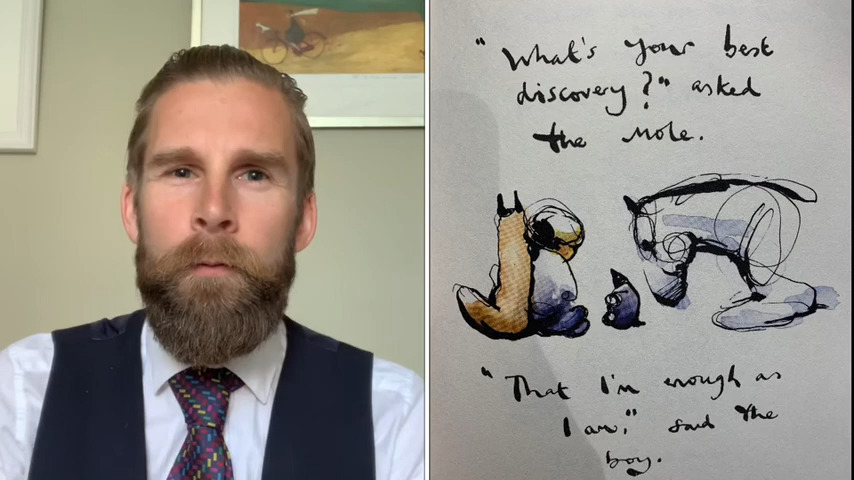 "What's your best
discovery?" asked
the Mole.
"That I'm enough as
I am," said the
boy.